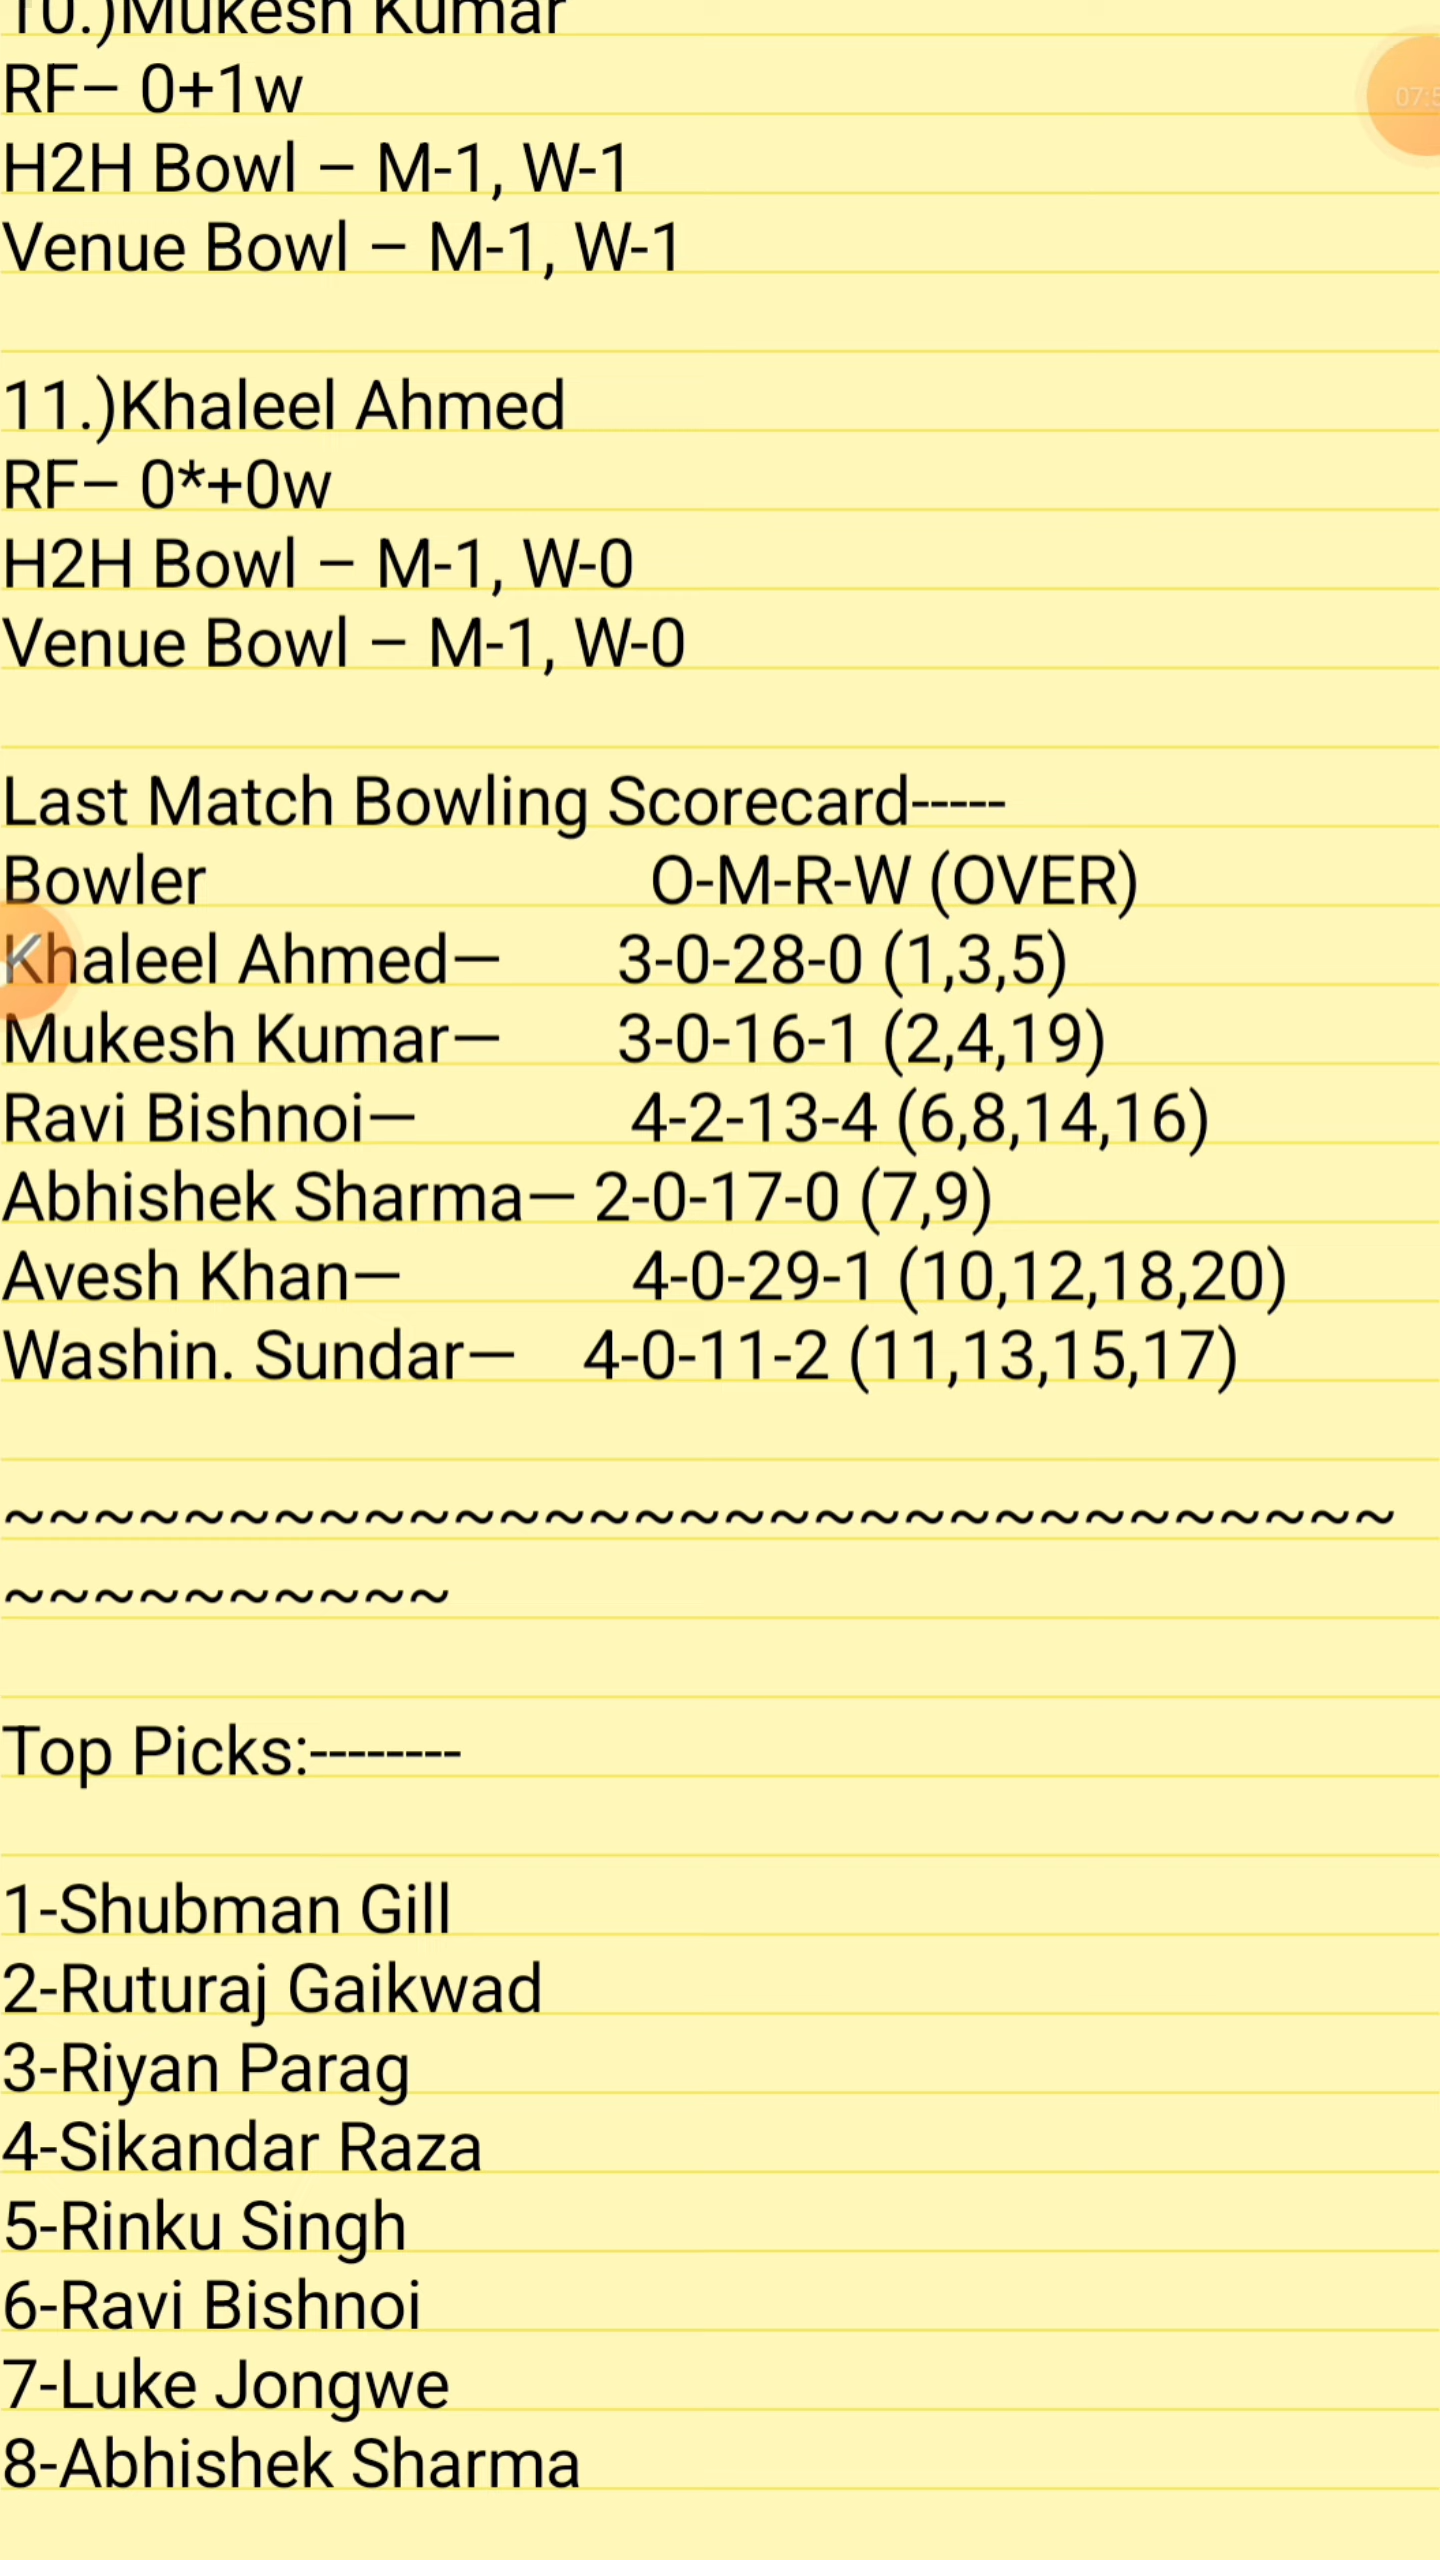 10.)Mukesh Kumar
RF– 0+1w
H2H Bowl – M-1, W-1
Venue Bowl – M-1, W-1
11.)Khaleel Ahmed
RF– 0*+0w
H2H Bowl – M-1, W-0
Venue Bowl – M-1, W-0
Last Match Bowling Scorecard-----
Bowler O-M-R-W (OVER)
Khaleel Ahmed— 3-0-28-0 (1,3,5)
Mukesh Kumar— 3-0-16-1 (2,4,19)
Ravi Bishnoi— 4-2-13-4 (6,8,14,16)
Abhishek Sharma— 2-0-17-0 (7,9)
Avesh Khan— 4-0-29-1 (10,12,18,20)
Washin. Sundar— 4-0-11-2 (11,13,15,17)
~~~~~~~~~~~~~~~~~~~~~~~~~~~~~~~
~~~~~~~~~~
Top Picks:--------
1-Shubman Gill
2-Ruturaj Gaikwad
3-Riyan Parag
4-Sikandar Raza
5-Rinku Singh
6-Ravi Bishnoi
7-Luke Jongwe
8-Abhishek Sharma